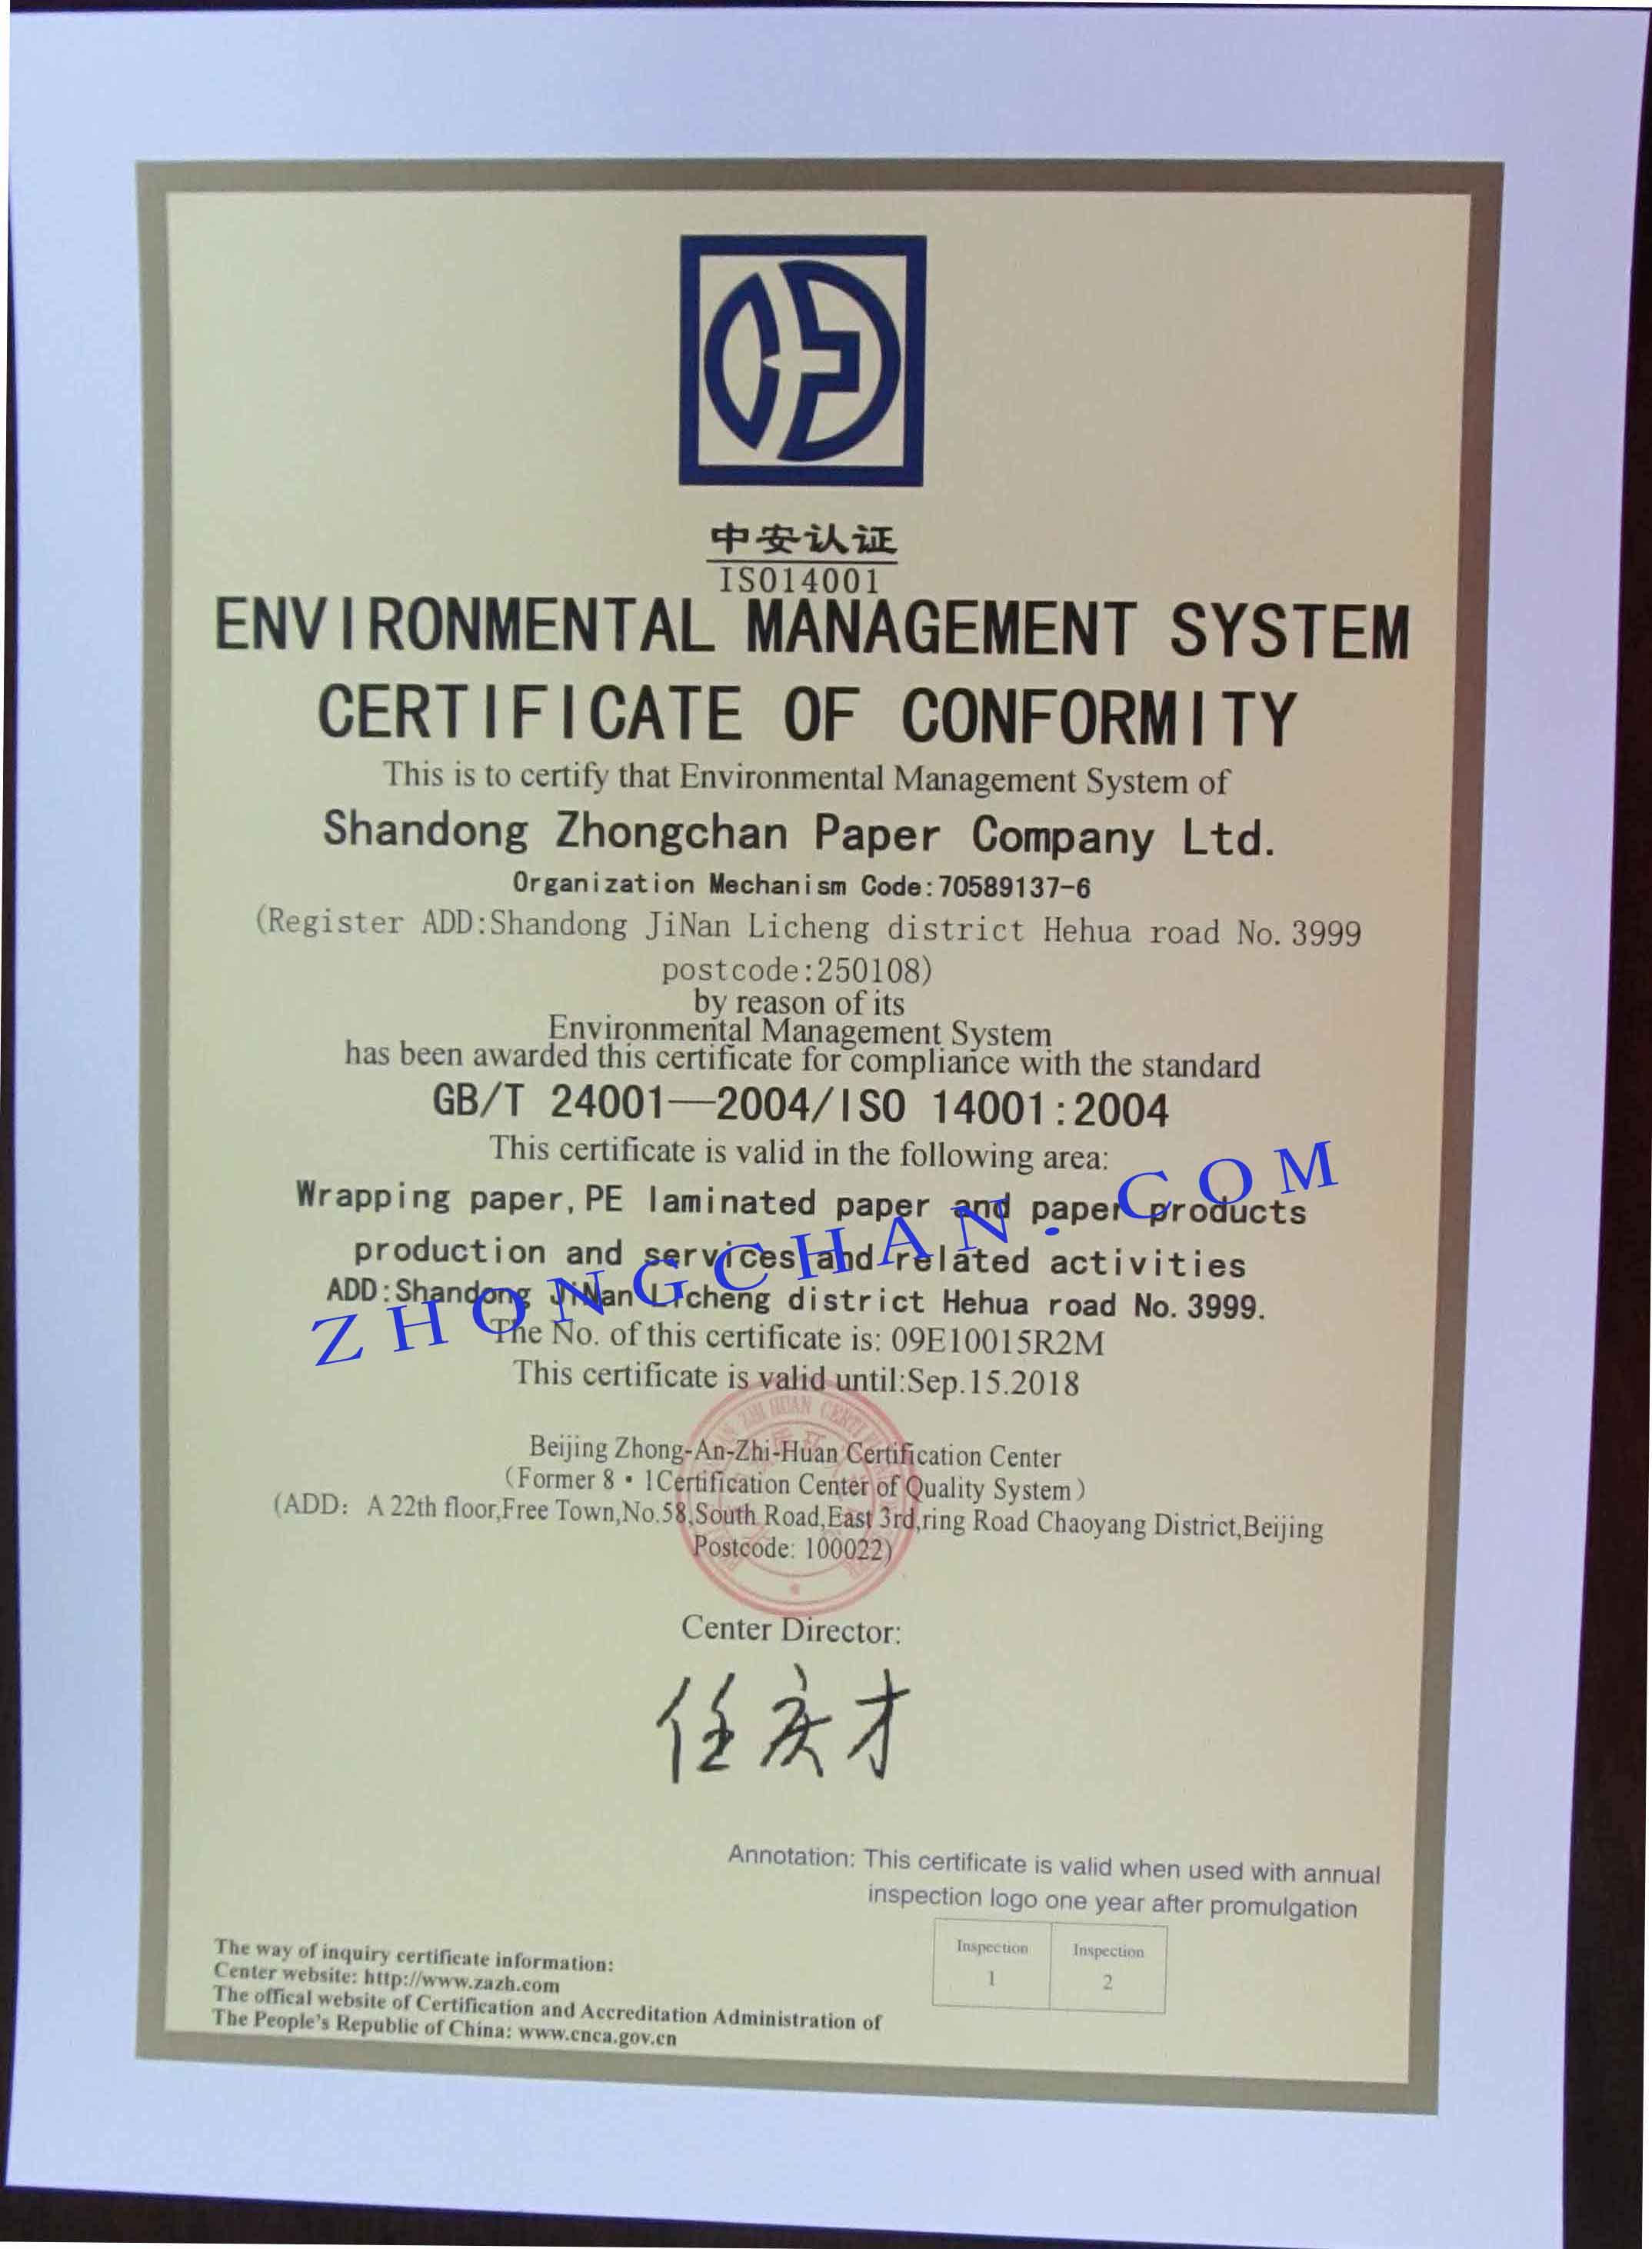 中安认证
ISO14001
ENVIRONMENTAL MANAGEMENT SYSTEM
CERTIFICATE OF CONFORMITY
This is to certify that Environmental Management System of
Shandong Zhongchan Paper Company Ltd.
Organization Mechanism Code:70589137-6
(Register ADD:Shandong JiNan Licheng district Hehua road No.3999
postcode:250108)
by reason of its
Environmental Management System
has been awarded this certificate for compliance with the standard
GB/T 24001—2004/ISO 14001:2004
This certificate is valid in the following area:
Wrapping paper,PE laminated paper and paper products
production and services and related activities
ADD:Shandong JiNan Licheng district Hehua road No.3999.
ZHONGCHAN.COM
The No. of this certificate is: 09E10015R2M
This certificate is valid until:Sep.15.2018
Beijing Zhong-An-Zhi-Huan Certification Center
(Former 8·1Certification Center of Quality System)
(ADD: A 22th floor,Free Town,No.58,South Road,East 3rd,ring Road Chaoyang District,Beijing
Postcode: 100022)
ZHI HUAN
Center Director:
任庆才
Annotation: This certificate is valid when used with annual
inspection logo one year after promulgation
Inspection 1
Inspection 2
The way of inquiry certificate information:
Center website: http://www.zazh.com
The offical website of Certification and Accreditation Administration of
The People's Republic of China: www.cnca.gov.cn